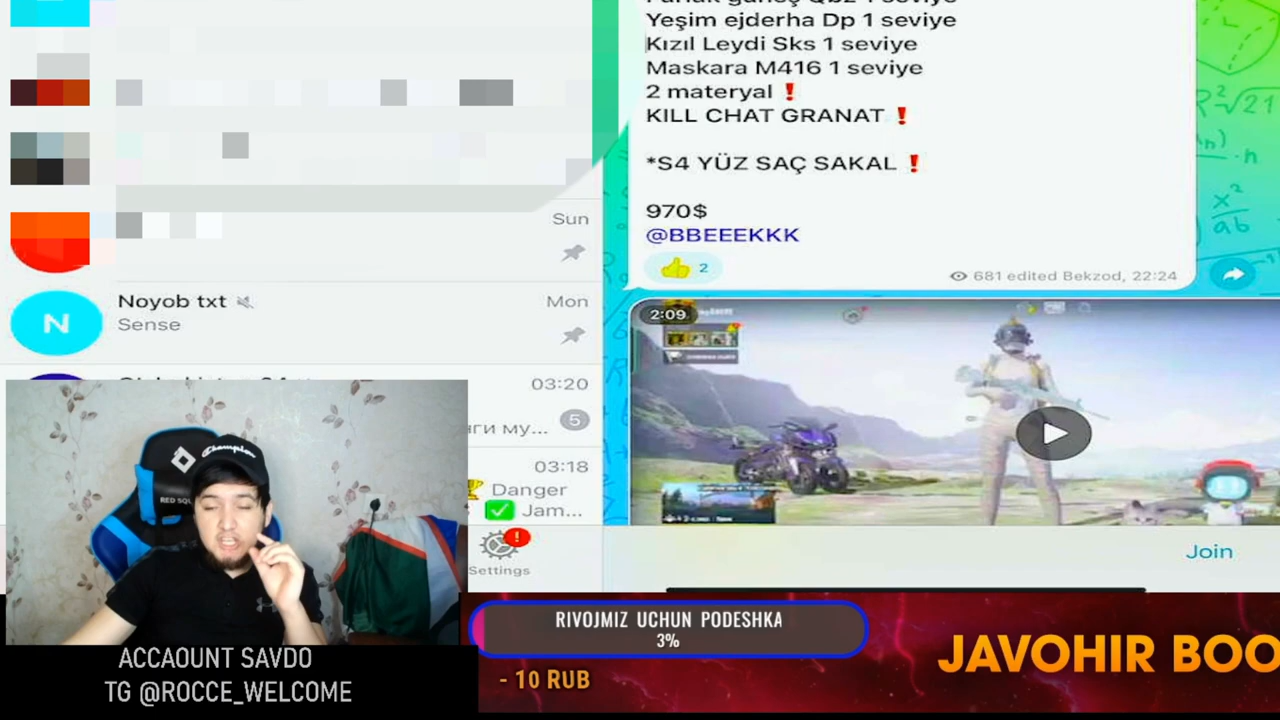 Yeşim ejderha Dp 1 seviye
Kızıl Leydi Sks 1 seviye
Maskara M416 1 seviye
2 materyal ❗
KILL CHAT GRANAT ❗
*S4 YÜZ SAÇ SAKAL ❗
970$
@BBEEEKKK
👍 2
681 edited Bekzod, 22:24
2:09
Join
Sun
N
Noyob txt
Mon
Sense
03:20
5
03:18
Danger
✅ Jam...
Settings
Champion
RED SQU
RIVOJMIZ UCHUN PODESHKA
3%
- 10 RUB
JAVOHIR BOO
ACCAOUNT SAVDO
TG @ROCCE_WELCOME